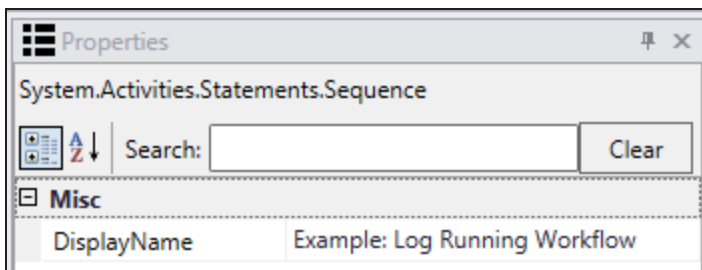 Properties
System.Activities.Statements.Sequence
A Z Search: Clear
Misc
DisplayName Example: Log Running Workflow